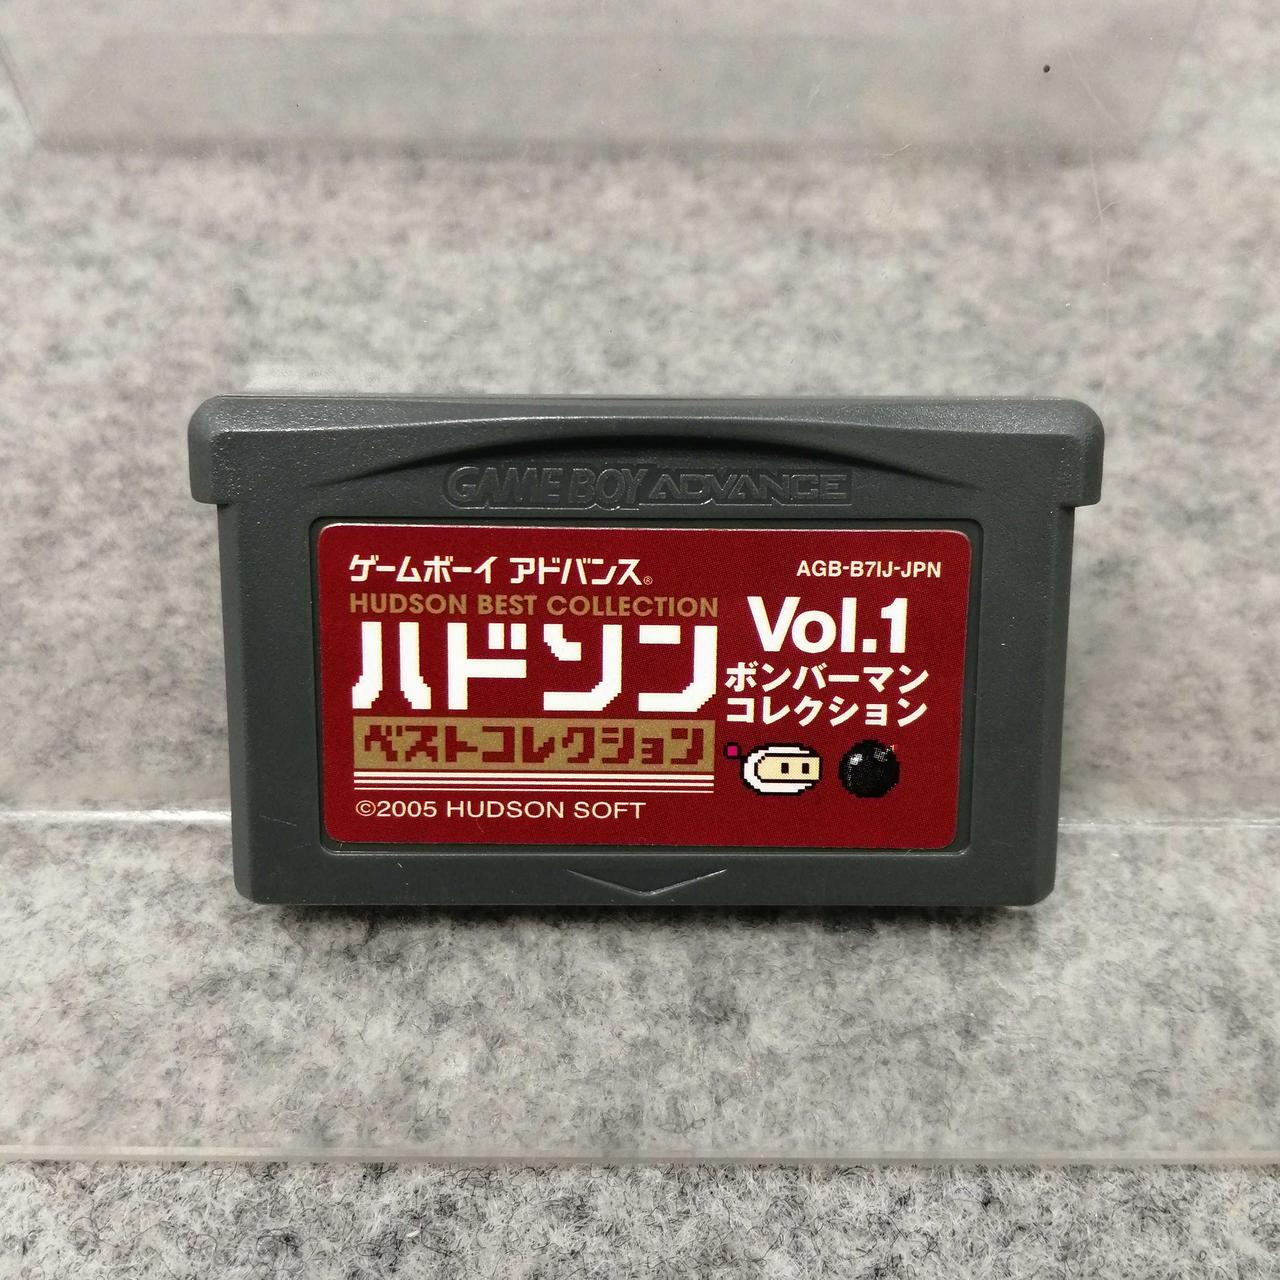 GAME BOY ADVANCE
ゲームボーイ アドバンス®
AGB-B7IJ-JPN
HUDSON BEST COLLECTION
ハドソン
ベストコレクション
Vol.1
ボンバーマン
コレクション
©2005 HUDSON SOFT